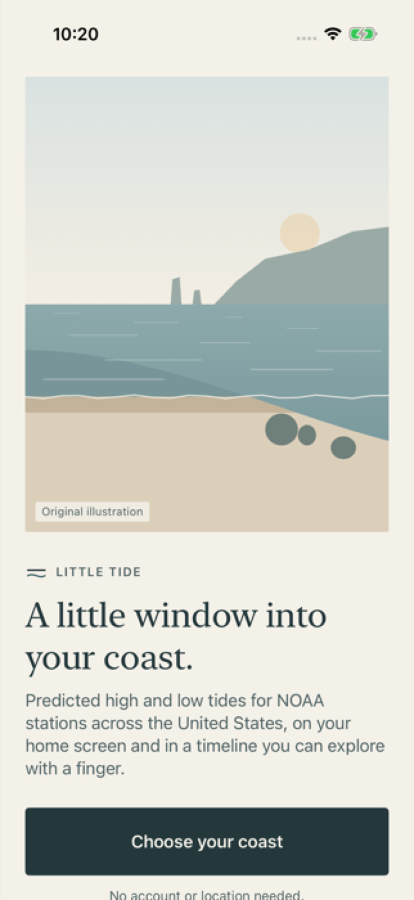 10:20
Original illustration
LITTLE TIDE
A little window into
your coast.
Predicted high and low tides for NOAA
stations across the United States, on your
home screen and in a timeline you can explore
with a finger.
Choose your coast
No account or location needed.